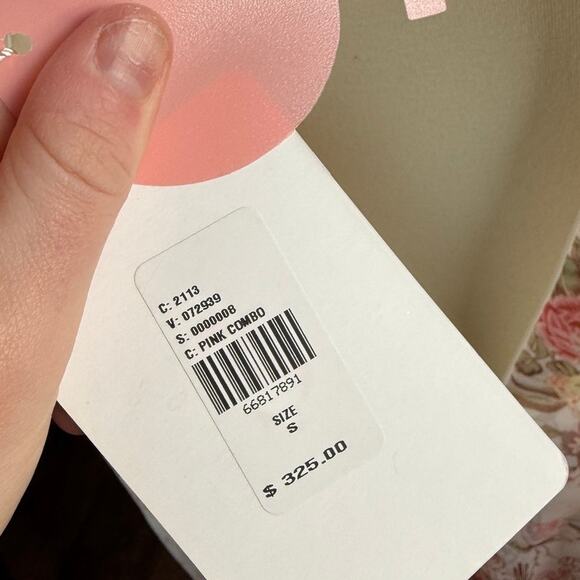 C: 2113
V: 072939
S: 0000008
C: PINK COMBO
66817891
SIZE
S
$ 325.00